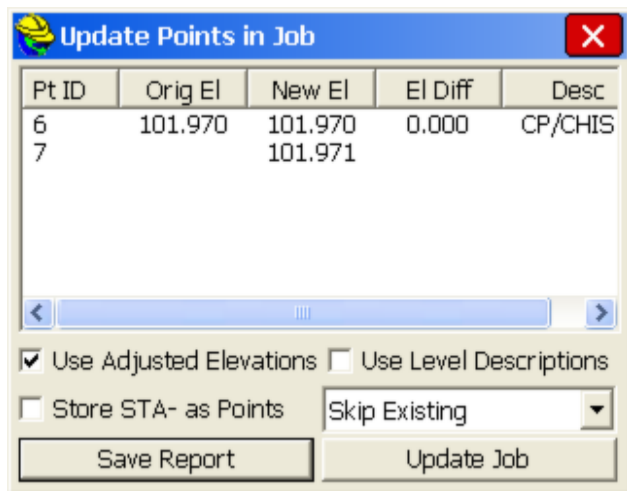 Update Points in Job
Pt ID Orig El New El El Diff Desc
6 101.970 101.970 0.000 CP/CHIS
7 101.971
Use Adjusted Elevations Use Level Descriptions
Store STA- as Points Skip Existing
Save Report Update Job